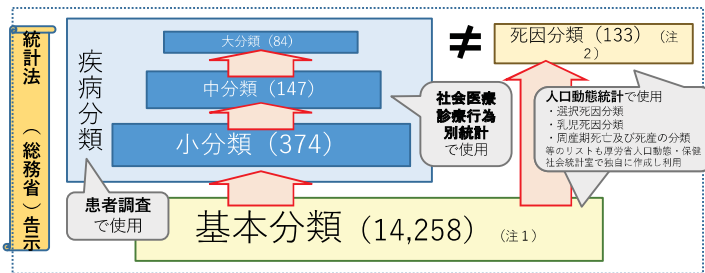 統計法（総務省）告示
疾病分類
大分類（84）
中分類（147）
小分類（374）
基本分類（14,258）（注１）
≠
死因分類（133）（注
２）
社会医療
診療行為
別統計
で使用
人口動態統計で使用
・選択死因分類
・乳児死因分類
・周産期死亡及び死産の分類
等のリストも厚労省人口動態・保健
社会統計室で独自に作成し利用
患者調査
で使用